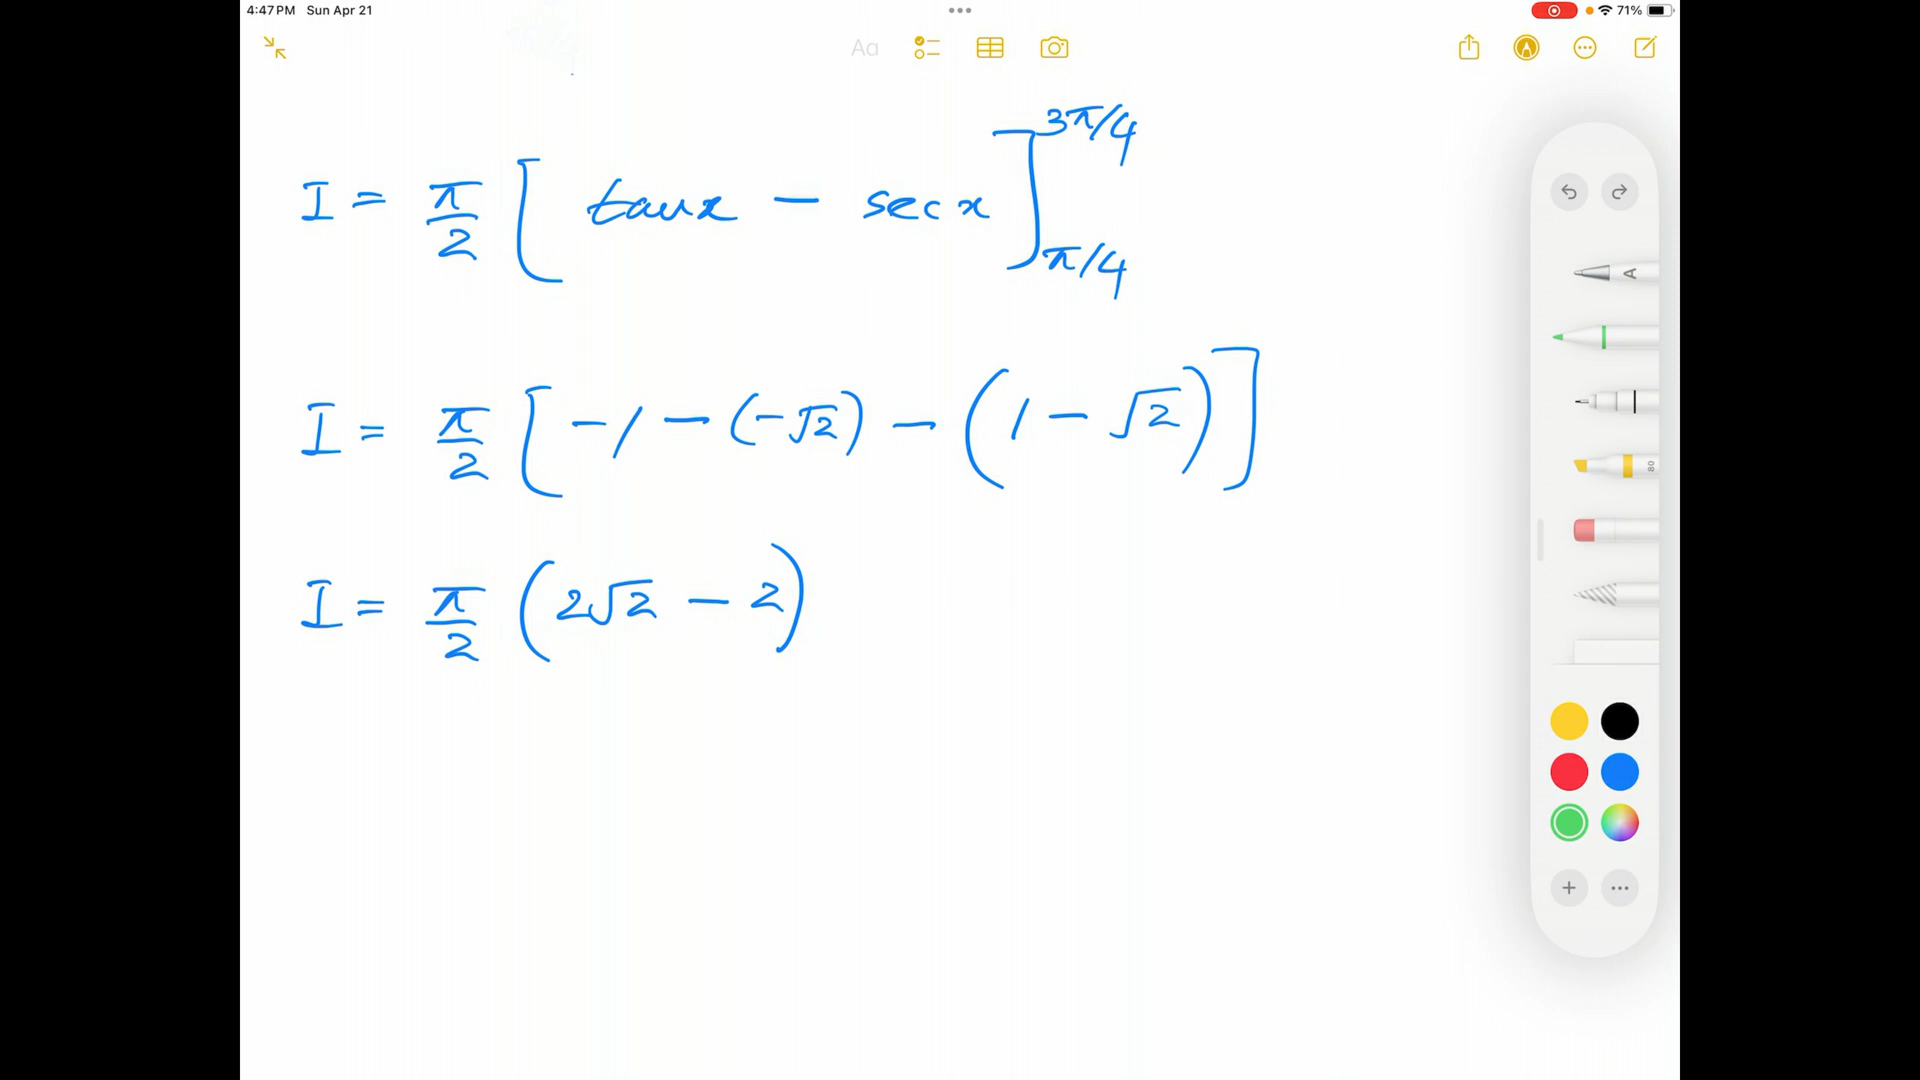 4:47 PM Sun Apr 21
71%
Aa
I = π/2 [ tan x − sec x ]_{π/4}^{3π/4}
I = π/2 [ −1 − (−√2) − (1 − √2) ]
I = π/2 (2√2 − 2)
A
80